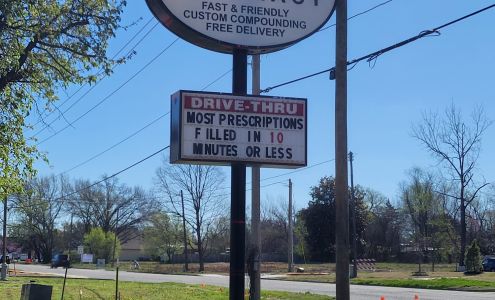 FAST & FRIENDLY
CUSTOM COMPOUNDING
FREE DELIVERY
DRIVE-THRU
MOST PRESCRIPTIONS
FILLED IN 10
MINUTES OR LESS